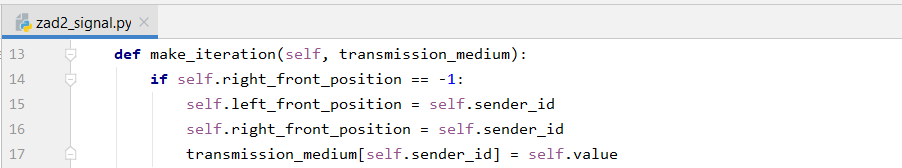 zad2_signal.py
13 def make_iteration(self, transmission_medium):
14 if self.right_front_position == -1:
15 self.left_front_position = self.sender_id
16 self.right_front_position = self.sender_id
17 transmission_medium[self.sender_id] = self.value